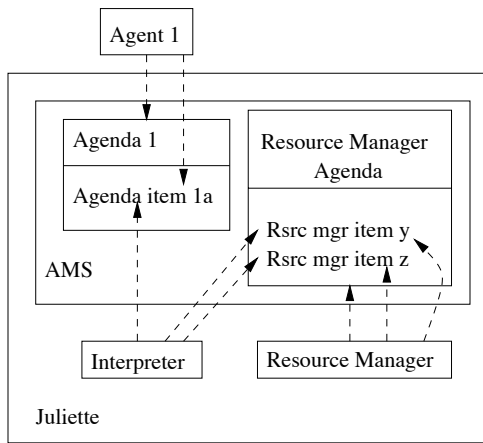 Agent 1
Agenda 1
Agenda item 1a
Resource Manager
Agenda
Rsrc mgr item y
Rsrc mgr item z
AMS
Interpreter
Resource Manager
Juliette